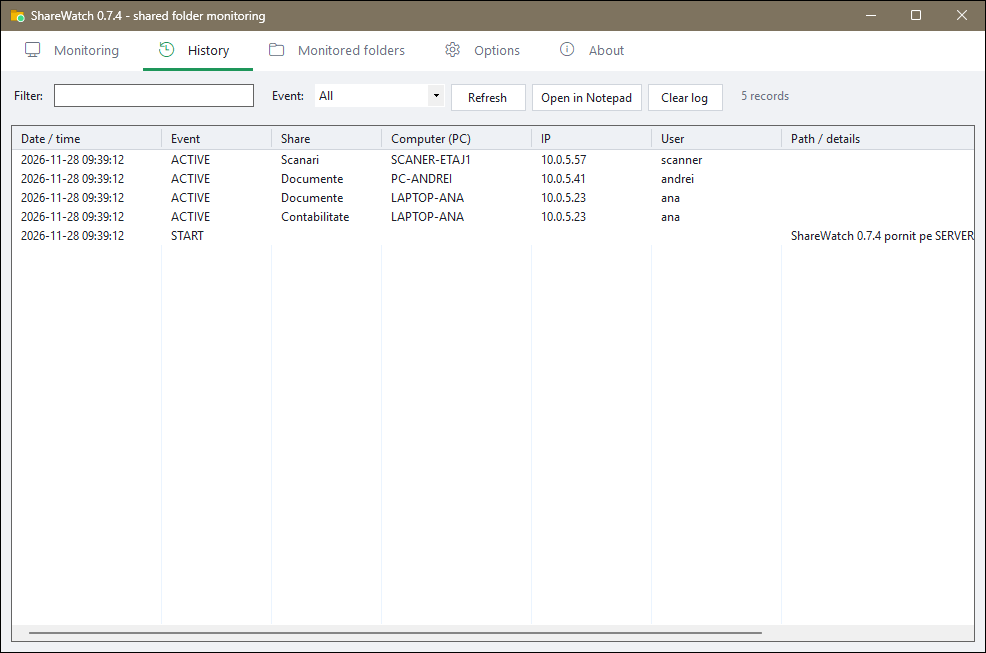 ShareWatch 0.7.4 - shared folder monitoring
Monitoring History Monitored folders Options About
Filter: Event: All Refresh Open in Notepad Clear log 5 records
Date / time Event Share Computer (PC) IP User Path / details
2026-11-28 09:39:12 ACTIVE Scanari SCANER-ETAJ1 10.0.5.57 scanner
2026-11-28 09:39:12 ACTIVE Documente PC-ANDREI 10.0.5.41 andrei
2026-11-28 09:39:12 ACTIVE Documente LAPTOP-ANA 10.0.5.23 ana
2026-11-28 09:39:12 ACTIVE Contabilitate LAPTOP-ANA 10.0.5.23 ana
2026-11-28 09:39:12 START ShareWatch 0.7.4 pornit pe SERVER